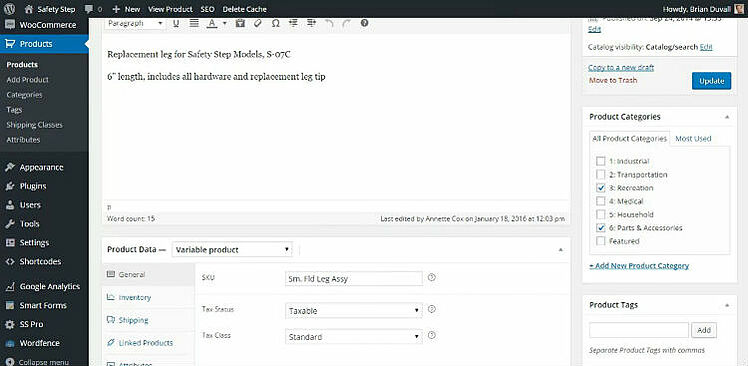 Safety Step 0 + New View Product SEO Delete Cache Howdy, Brian Duvall
WooCommerce
Products
Products
Add Product
Categories
Tags
Shipping Classes
Attributes
Appearance
Plugins
Users
Tools
Settings
Shortcodes
Google Analytics
Smart Forms
SS Pro
Wordfence
Collapse menu
Paragraph
Replacement leg for Safety Step Models, S-07C
6" length, includes all hardware and replacement leg tip
p
Word count: 15 Last edited by Annette Cox on January 18, 2016 at 12:03 pm
Product Data — Variable product
General
Inventory
Shipping
Linked Products
Attributes
SKU Sm. Fld Leg Assy
Tax Status Taxable
Tax Class Standard
Published on: Sep 24, 2014 @
Edit
Catalog visibility: Catalog/search Edit
Copy to a new draft
Move to Trash Update
Product Categories
All Product Categories Most Used
1: Industrial
2: Transportation
3: Recreation
4: Medical
5: Household
6: Parts & Accessories
Featured
+ Add New Product Category
Product Tags
Add
Separate Product Tags with commas